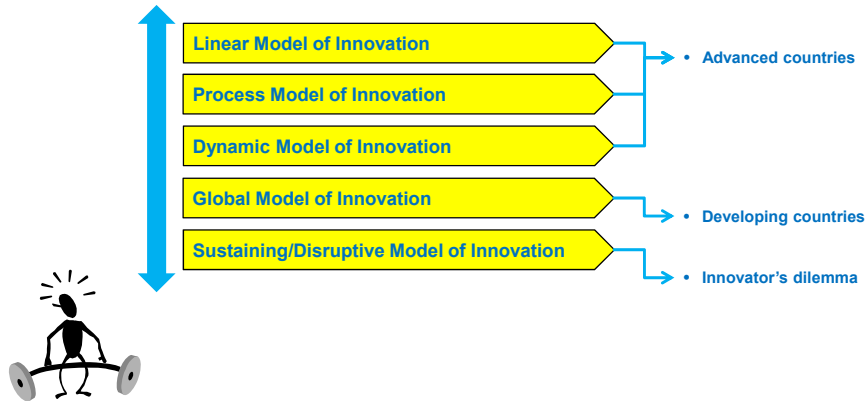 Linear Model of Innovation
• Advanced countries
Process Model of Innovation
Dynamic Model of Innovation
Global Model of Innovation
• Developing countries
Sustaining/Disruptive Model of Innovation
• Innovator’s dilemma